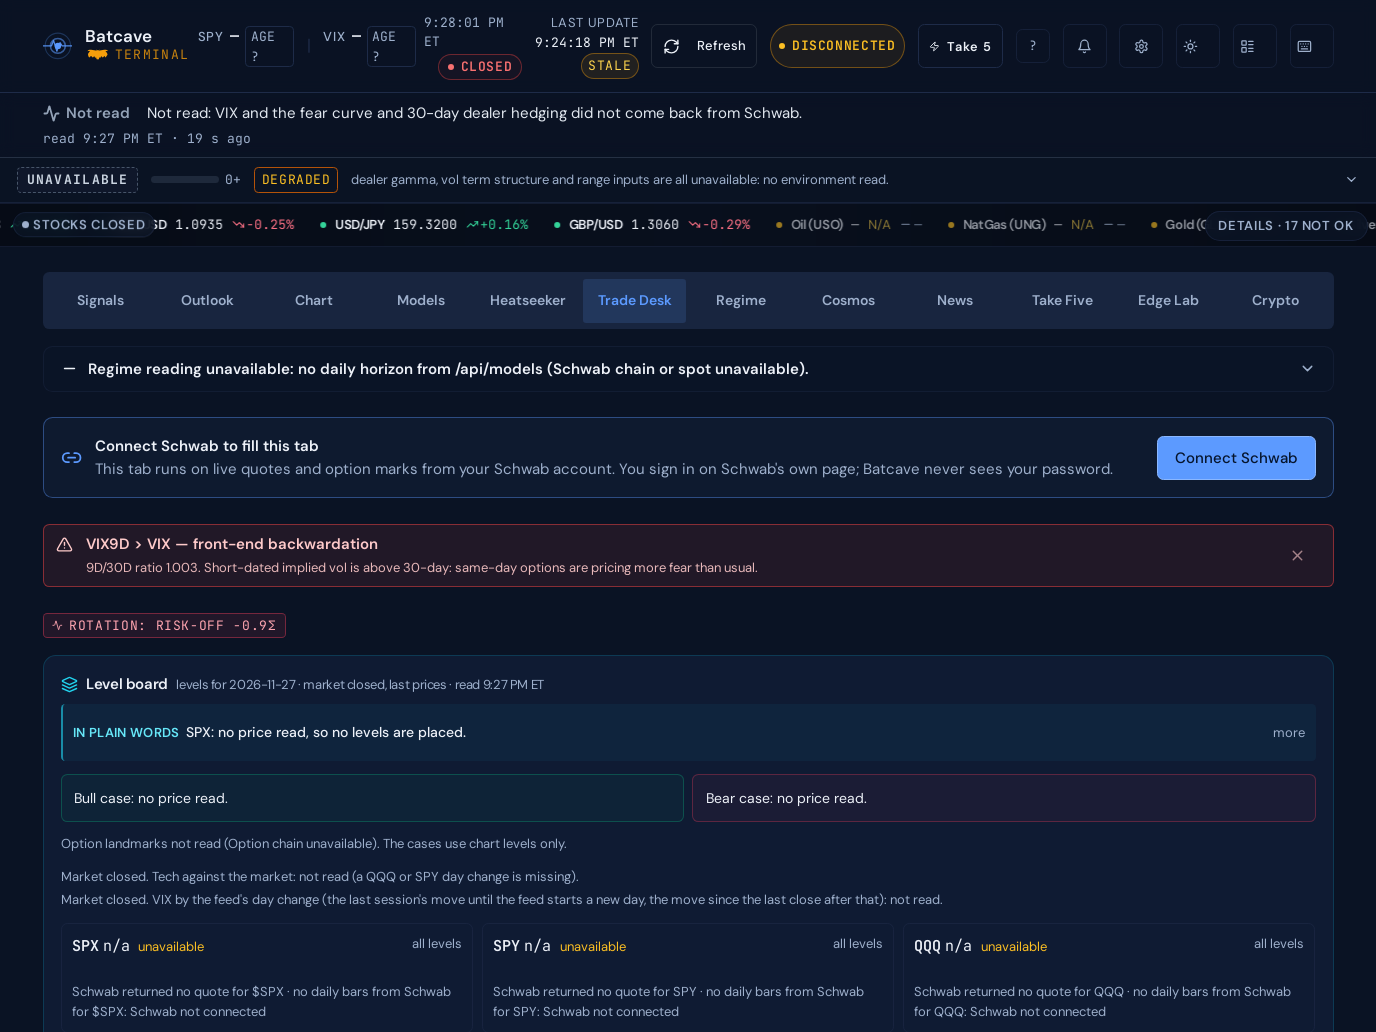 Batcave
TERMINAL
SPY — AGE ?
VIX — AGE ?
9:28:01 PM ET
CLOSED
LAST UPDATE
9:24:18 PM ET
STALE
Refresh
DISCONNECTED
Take 5
?
Not read Not read: VIX and the fear curve and 30-day dealer hedging did not come back from Schwab.
read 9:27 PM ET · 19 s ago
UNAVAILABLE 0+ DEGRADED dealer gamma, vol term structure and range inputs are all unavailable: no environment read.
STOCKS CLOSED SD 1.0935 -0.25% USD/JPY 159.3200 +0.16% GBP/USD 1.3060 -0.29% Oil (USO) — N/A — — NatGas (UNG) — N/A — — Gold DETAILS · 17 NOT OK
Signals Outlook Chart Models Heatseeker Trade Desk Regime Cosmos News Take Five Edge Lab Crypto
— Regime reading unavailable: no daily horizon from /api/models (Schwab chain or spot unavailable).
Connect Schwab to fill this tab
This tab runs on live quotes and option marks from your Schwab account. You sign in on Schwab's own page; Batcave never sees your password.
Connect Schwab
VIX9D > VIX — front-end backwardation
9D/30D ratio 1.003. Short-dated implied vol is above 30-day: same-day options are pricing more fear than usual.
ROTATION: RISK-OFF -0.9Σ
Level board levels for 2026-11-27 · market closed, last prices · read 9:27 PM ET
IN PLAIN WORDS SPX: no price read, so no levels are placed. more
Bull case: no price read.
Bear case: no price read.
Option landmarks not read (Option chain unavailable). The cases use chart levels only.
Market closed. Tech against the market: not read (a QQQ or SPY day change is missing).
Market closed. VIX by the feed's day change (the last session's move until the feed starts a new day, the move since the last close after that): not read.
SPX n/a unavailable all levels
Schwab returned no quote for $SPX · no daily bars from Schwab
for $SPX: Schwab not connected
SPY n/a unavailable all levels
Schwab returned no quote for SPY · no daily bars from Schwab
for SPY: Schwab not connected
QQQ n/a unavailable all levels
Schwab returned no quote for QQQ · no daily bars from Schwab
for QQQ: Schwab not connected